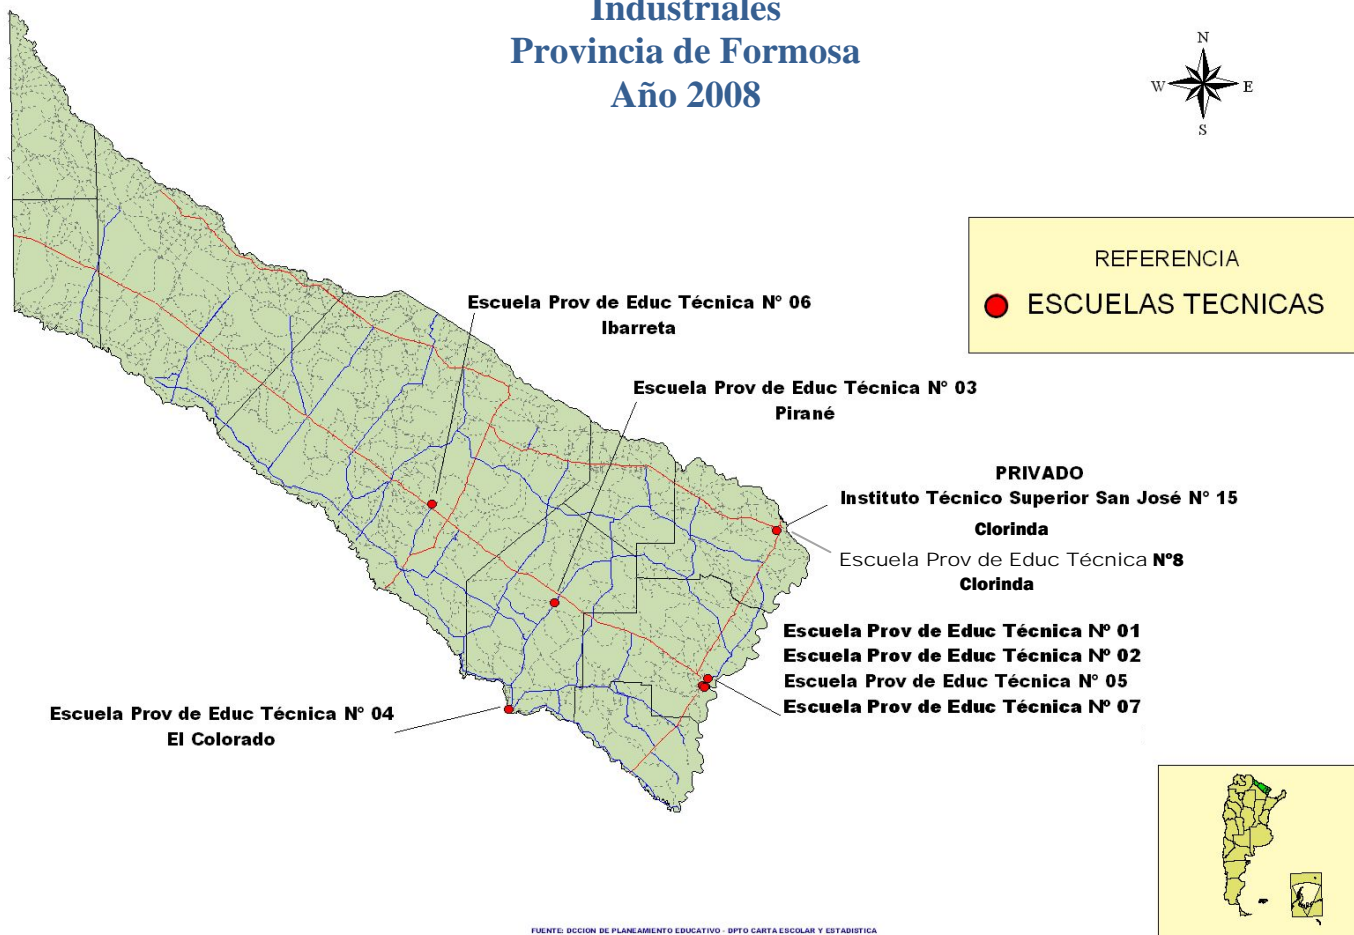 Industriales
Provincia de Formosa
Año 2008
N
W E
S
REFERENCIA
ESCUELAS TECNICAS
Escuela Prov de Educ Técnica N° 06
Ibarreta
Escuela Prov de Educ Técnica N° 03
Pirané
PRIVADO
Instituto Técnico Superior San José N° 15
Clorinda
Escuela Prov de Educ Técnica Nº8
Clorinda
Escuela Prov de Educ Técnica Nº 01
Escuela Prov de Educ Técnica Nº 02
Escuela Prov de Educ Técnica N° 05
Escuela Prov de Educ Técnica Nº 07
Escuela Prov de Educ Técnica N° 04
El Colorado
FUENTE: DCCION DE PLANEAMIENTO EDUCATIVO - DPTO CARTA ESCOLAR Y ESTADISTICA